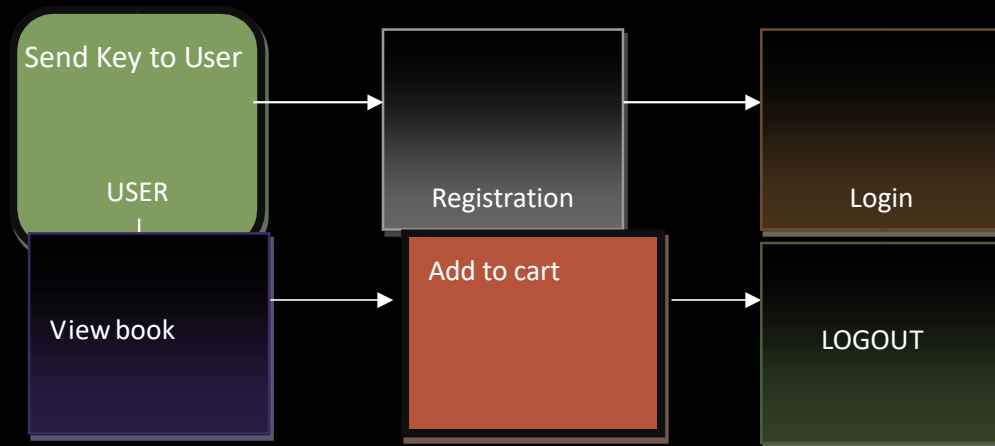 Send Key to User
USER
Registration
Login
View book
Add to cart
LOGOUT